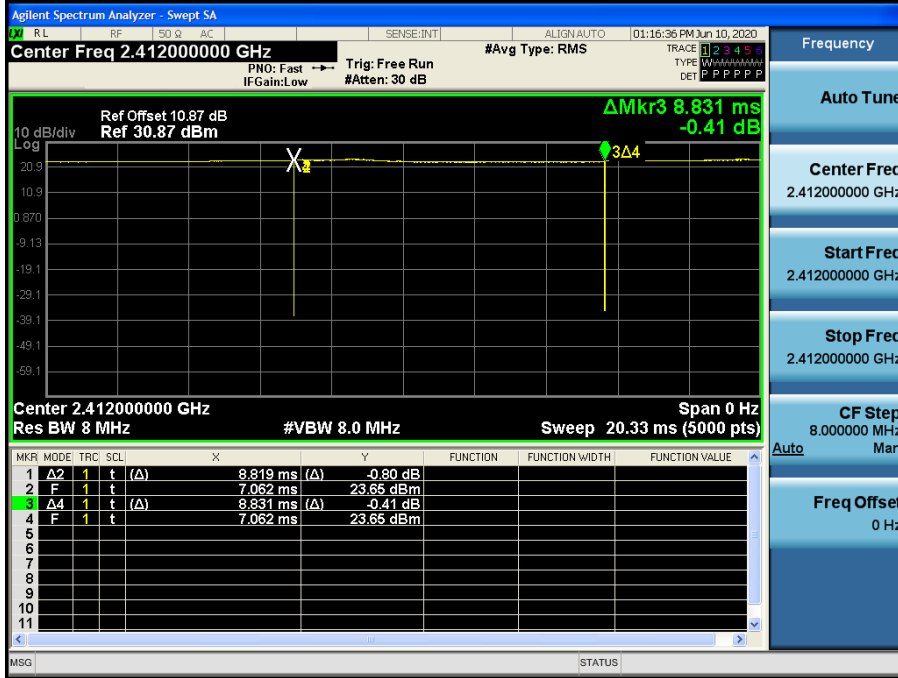 Agilent Spectrum Analyzer - Swept SA
LXI RL RF 50 Ω AC SENSE:INT ALIGNAUTO 01:16:36 PM Jun 10, 2020
Center Freq 2.412000000 GHz
PNO: Fast
IFGain:Low
Trig: Free Run
#Atten: 30 dB
#Avg Type: RMS
TRACE 1 2 3 4 5 6
TYPE
DET P P P P P P
ΔMkr3 8.831 ms
-0.41 dB
Ref Offset 10.87 dB
Ref 30.87 dBm
10 dB/div
Log
20.9
10.9
0.870
-9.13
-19.1
-29.1
-39.1
-49.1
-59.1
X
3Δ4
Center 2.412000000 GHz Span 0 Hz
Res BW 8 MHz #VBW 8.0 MHz Sweep 20.33 ms (5000 pts)
MKR MODE TRC SCL X Y FUNCTION FUNCTION WIDTH FUNCTION VALUE
1 Δ2 1 t (Δ) 8.819 ms (Δ) -0.80 dB
2 F 1 t 7.062 ms 23.65 dBm
3 Δ4 1 t (Δ) 8.831 ms (Δ) -0.41 dB
4 F 1 t 7.062 ms 23.65 dBm
5
6
7
8
9
10
11
MSG STATUS
Frequency
Auto Tune
Center Freq
2.412000000 GHz
Start Freq
2.412000000 GHz
Stop Freq
2.412000000 GHz
CF Step
8.000000 MHz
Auto Man
Freq Offset
0 Hz